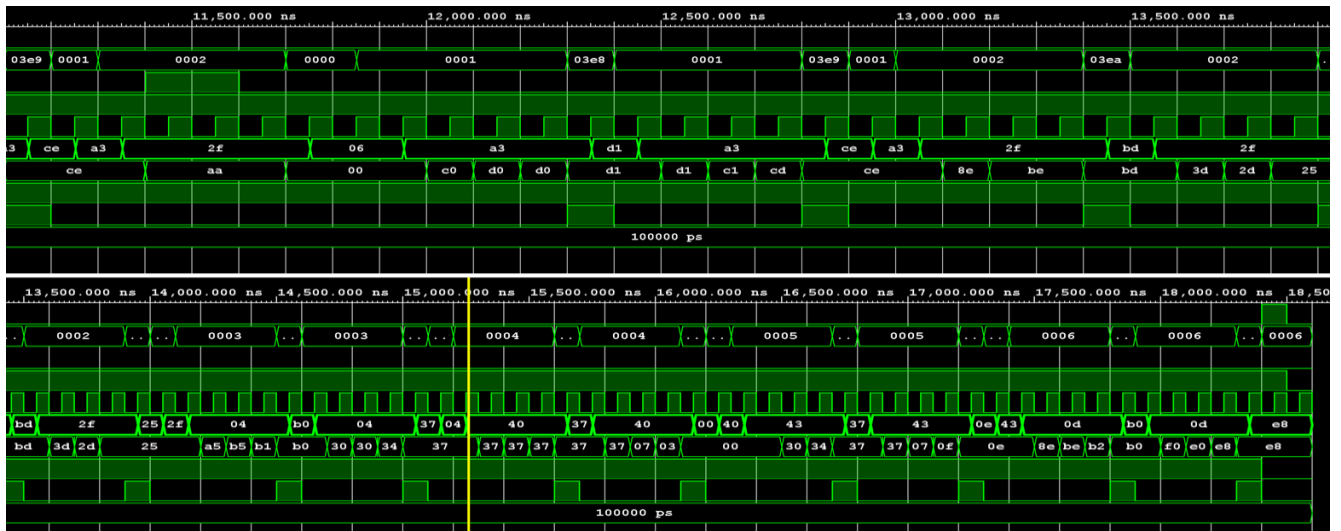 11,500.000 ns 12,000.000 ns 12,500.000 ns 13,000.000 ns 13,500.000 ns
03e9 0001 0002 0000 0001 03e8 0001 03e9 0001 0002 03ea 0002 ..
a3 ce a3 2f 06 a3 d1 a3 ce a3 2f bd 2f
ce aa 00 c0 d0 d0 d1 d1 c1 cd ce 8e be bd 3d 2d 25
100000 ps
13,500.000 ns 14,000.000 ns 14,500.000 ns 15,000.000 ns 15,500.000 ns 16,000.000 ns 16,500.000 ns 17,000.000 ns 17,500.000 ns 18,000.000 ns 18,50
.. 0002 .. .. 0003 .. 0003 .. .. 0004 .. 0004 .. .. 0005 .. 0005 .. .. 0006 .. 0006 .. 0006
bd 2f 25 2f 04 b0 04 37 04 40 37 40 00 40 43 37 43 0e 43 0d b0 0d e8
bd 3d 2d 25 a5 b5 b1 b0 30 30 34 37 37 37 37 37 07 03 00 30 34 37 37 07 0f 0e 8e be b2 b0 f0 e0 e8 e8
100000 ps